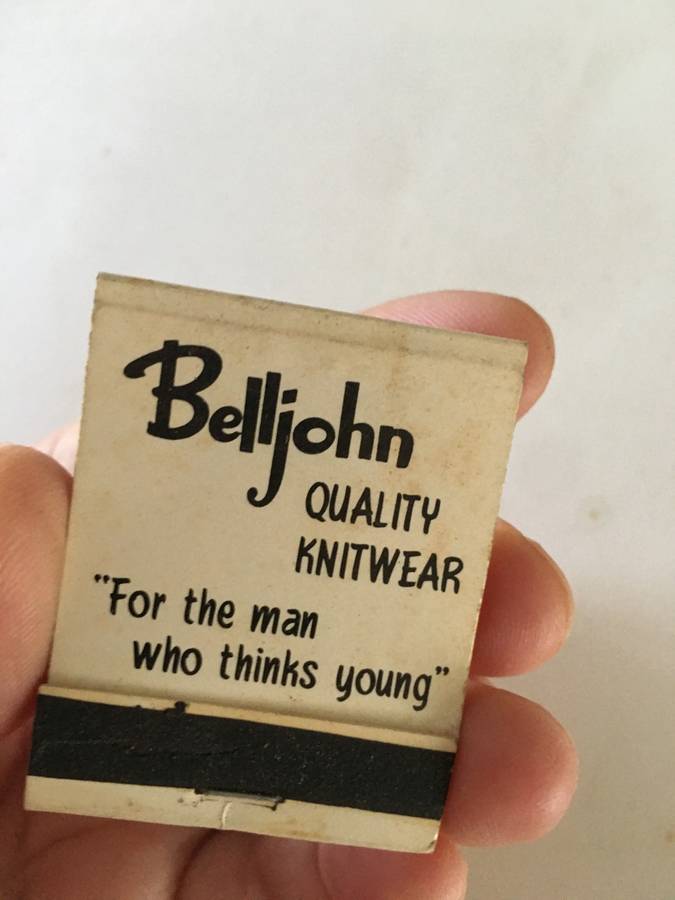 Belljohn
QUALITY
KNITWEAR
"For the man
who thinks young"